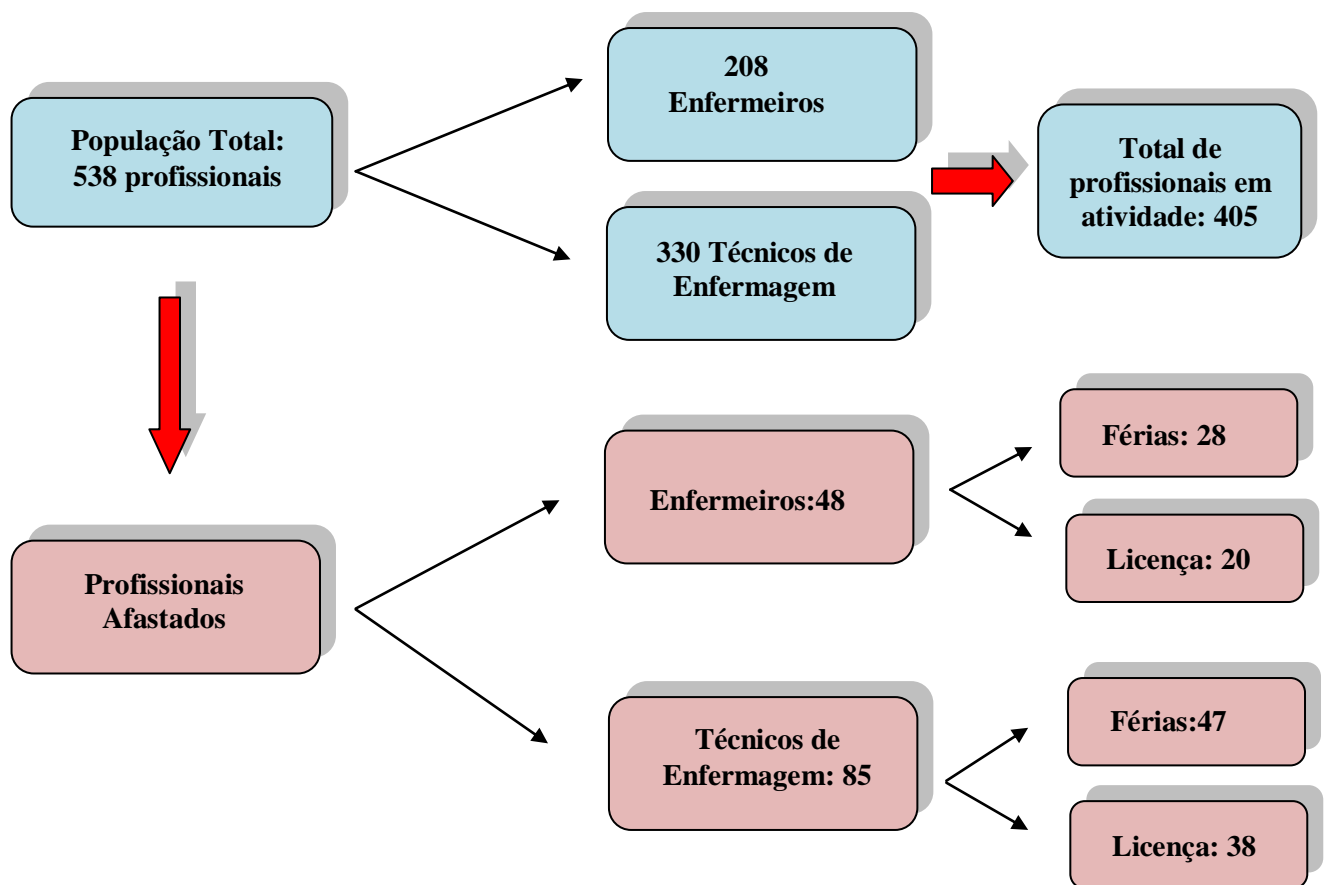 População Total:
538 profissionais
208
Enfermeiros
330 Técnicos de
Enfermagem
Total de
profissionais em
atividade: 405
Profissionais
Afastados
Enfermeiros:48
Férias: 28
Licença: 20
Técnicos de
Enfermagem: 85
Férias:47
Licença: 38